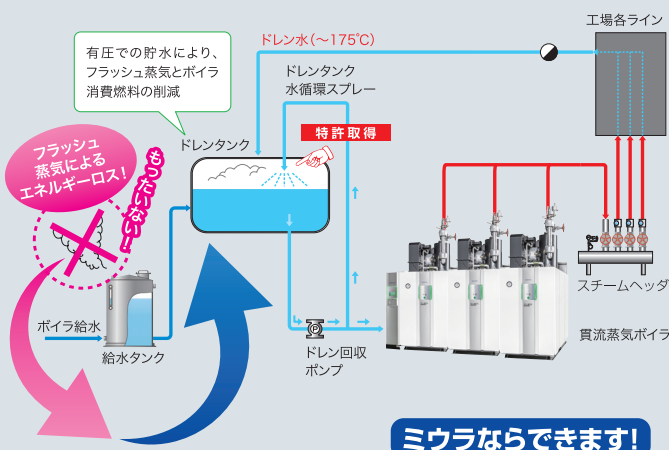 工場各ライン
ドレン水(〜175℃)
有圧での貯水により、
フラッシュ蒸気とボイラ
消費燃料の削減
ドレンタンク
水循環スプレー
特許取得
ドレンタンク
フラッシュ
蒸気による
エネルギーロス!
もったいない!
スチームヘッダ
ボイラ給水
給水タンク
P
ドレン回収
ポンプ
貫流蒸気ボイラ
ミウラならできます!